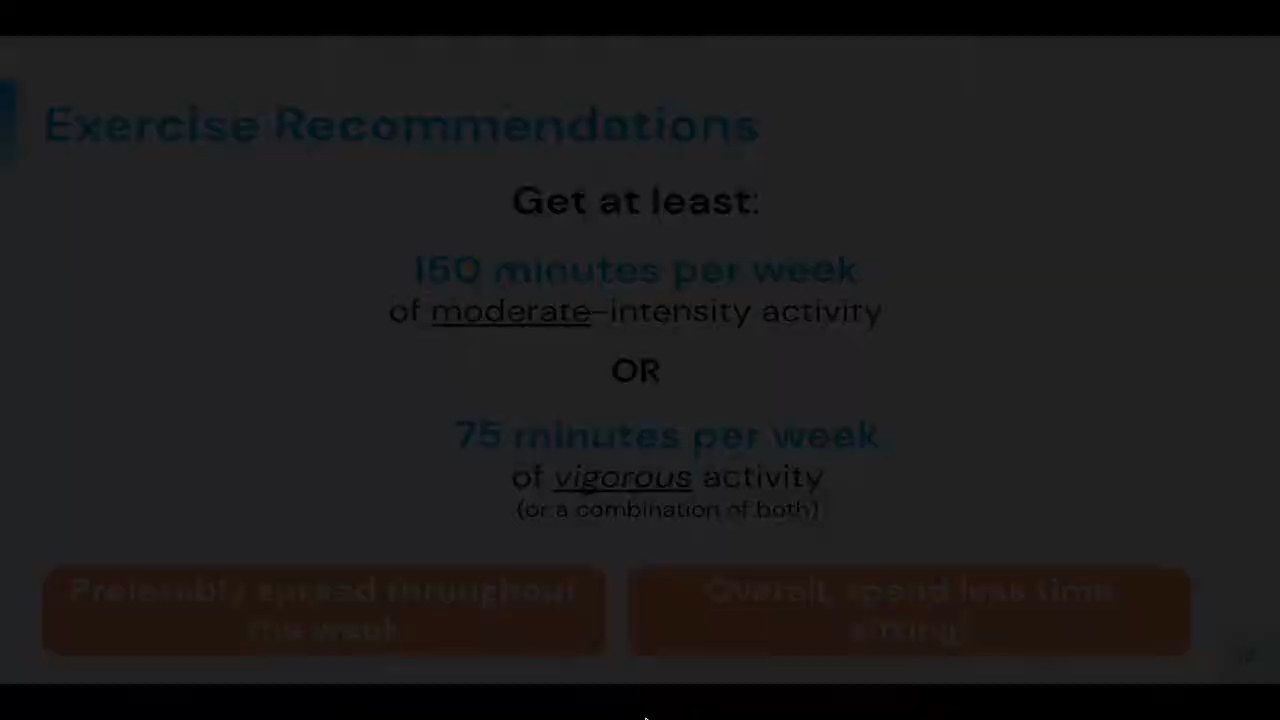 Exercise Recommendations
Get at least:
150 minutes per week
of moderate-intensity activity
OR
75 minutes per week
of vigorous activity
(or a combination of both)
Preferably spread throughout
the week
Overall, spend less time
sitting!